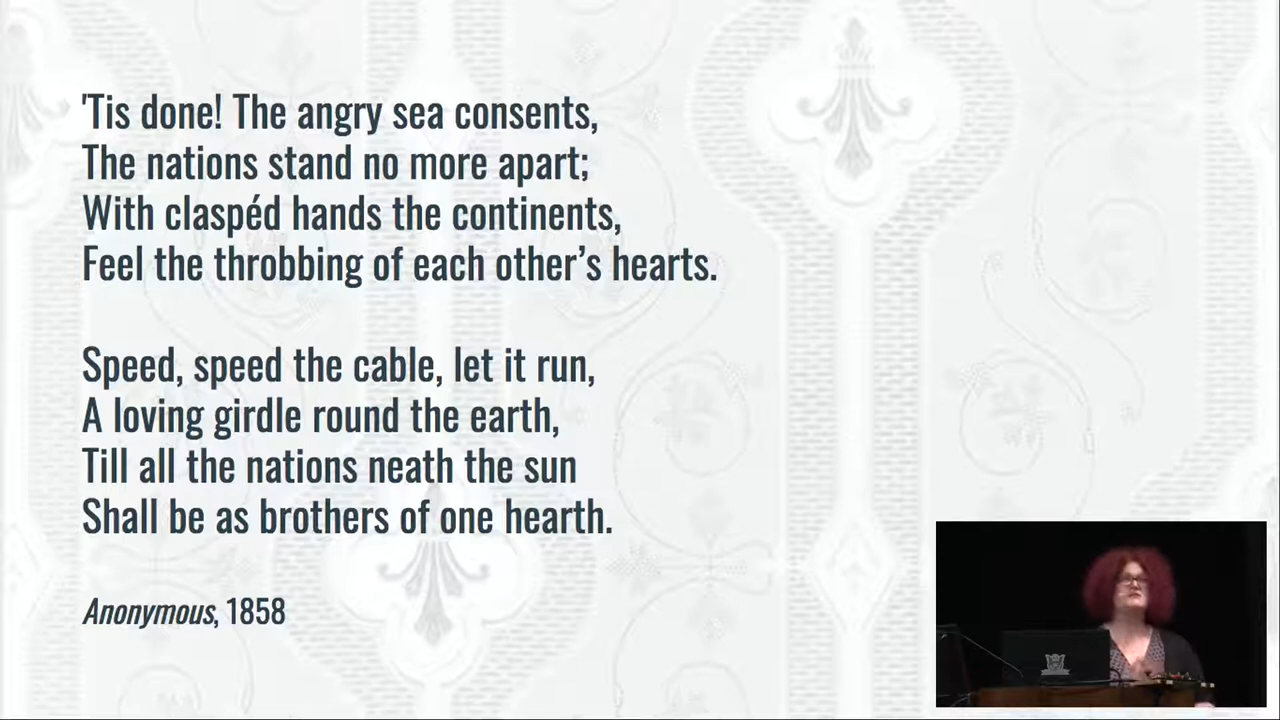 'Tis done! The angry sea consents,
The nations stand no more apart;
With claspéd hands the continents,
Feel the throbbing of each other’s hearts.
Speed, speed the cable, let it run,
A loving girdle round the earth,
Till all the nations neath the sun
Shall be as brothers of one hearth.
Anonymous, 1858